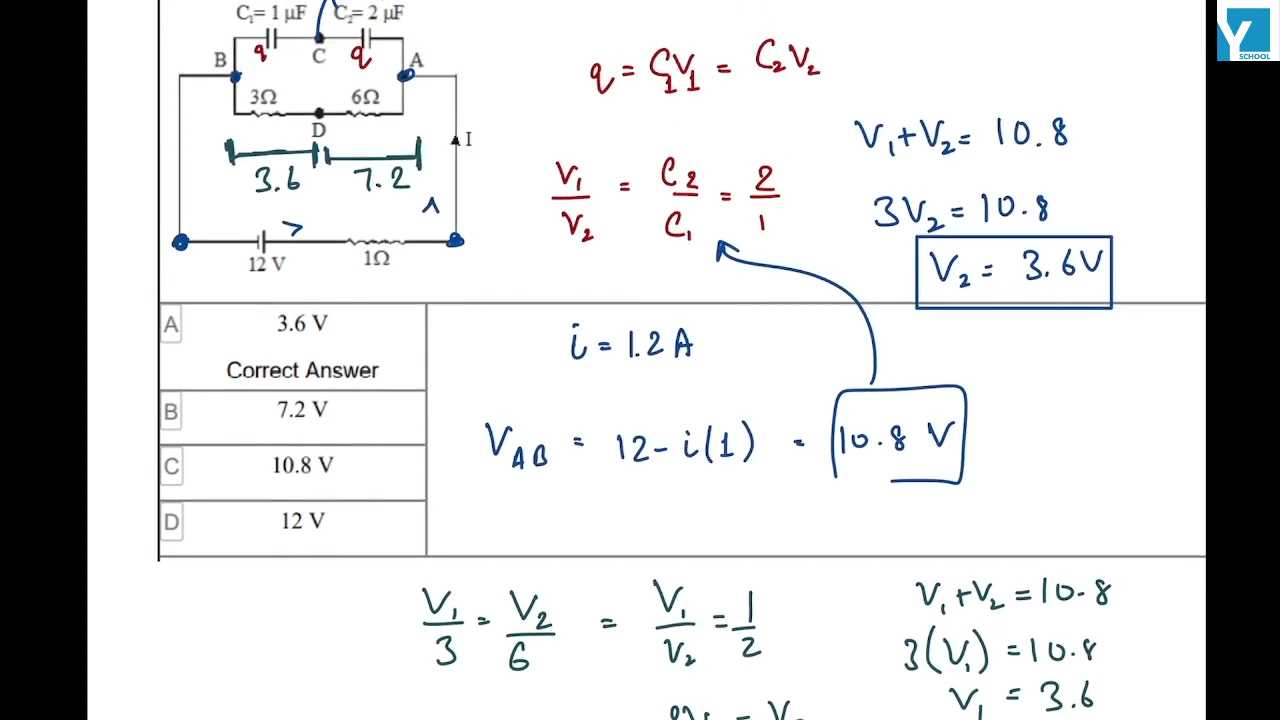 Y
SCHOOL
C₁= 1 μF C₂= 2 μF
q q
B C A
3Ω 6Ω
D
I
3.6 7.2
12 V 1Ω
q = C₁V₁ = C₂V₂
V₁/V₂ = C₂/C₁ = 2/1
V₁+V₂ = 10.8
3V₂ = 10.8
V₂ = 3.6V
A 3.6 V
Correct Answer
B 7.2 V
C 10.8 V
D 12 V
i = 1.2 A
V_AB = 12 - i(1) = 10.8 V
V₁/3 = V₂/6 = V₁/V₂ = 1/2
V₁+V₂ = 10.8
3(V₁) = 10.8
V₁ = 3.6